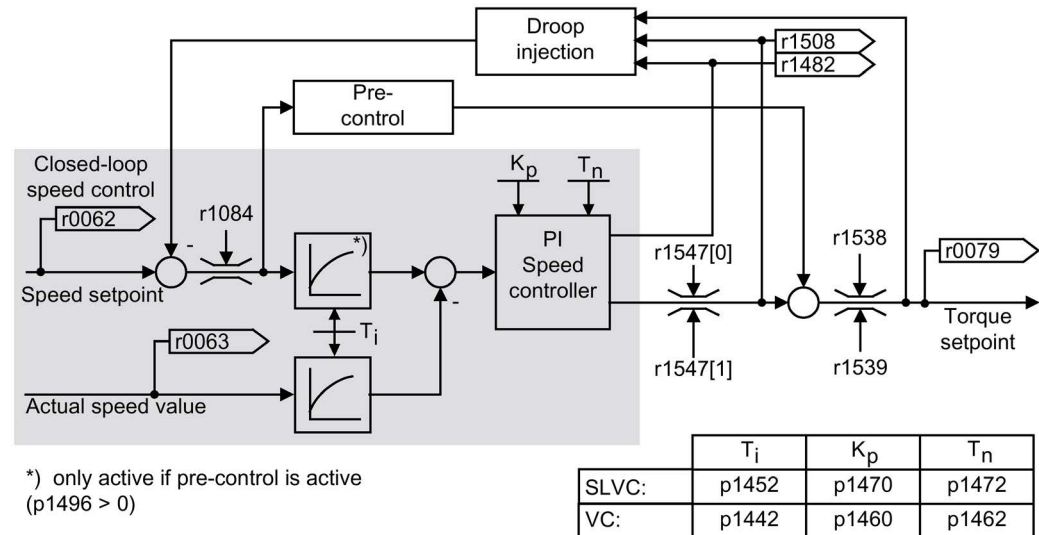 Droop
injection
r1508
r1482
Pre-
control
Closed-loop
speed control
r0062
r1084
-
*)
Kp
Tn
PI
Speed
controller
r1547[0]
r1538
r0079
Speed setpoint
-
r0063
Ti
r1547[1]
r1539
Torque
setpoint
Actual speed value
*) only active if pre-control is active
(p1496 > 0)
Ti Kp Tn
SLVC: p1452 p1470 p1472
VC: p1442 p1460 p1462